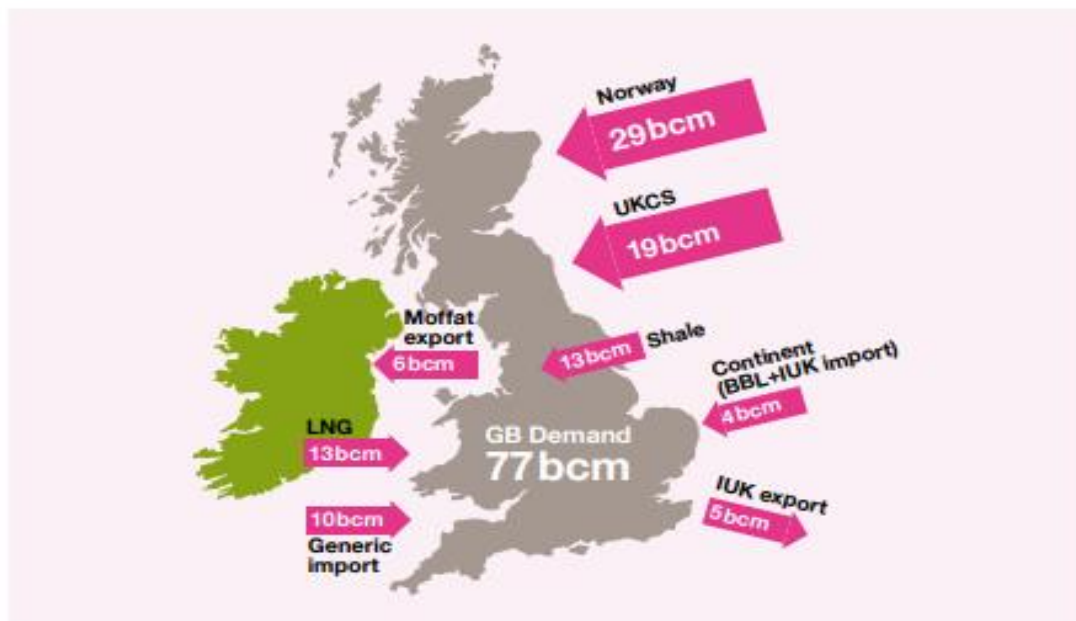 Norway
29bcm
UKCS
19bcm
Moffat
export
6bcm
13bcm
Shale
Continent
(BBL+IUK import)
4bcm
LNG
13bcm
GB Demand
77bcm
10bcm
Generic
import
IUK export
5bcm